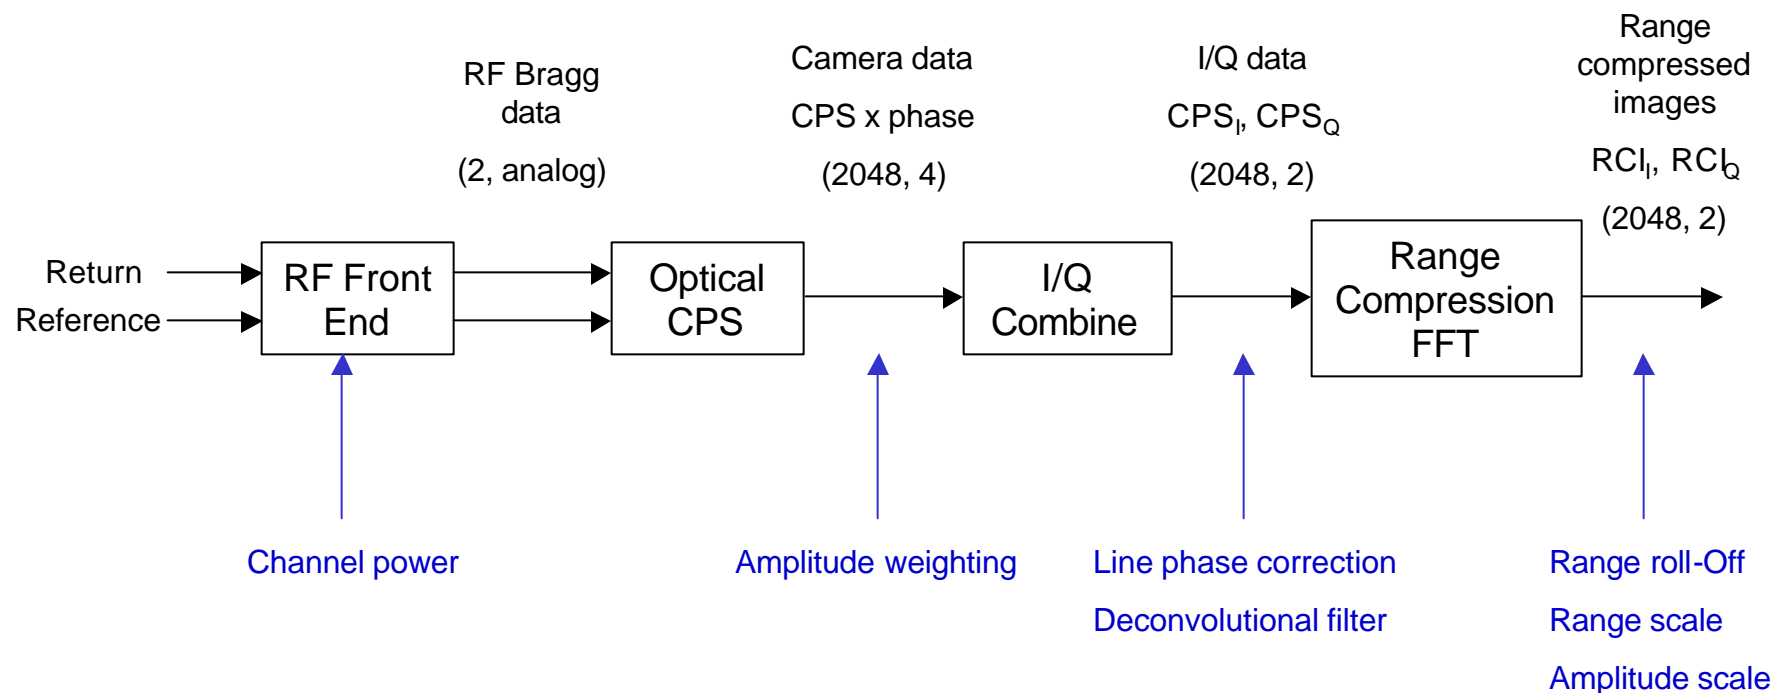 RF Bragg
data
(2, analog)
Camera data
CPS x phase
(2048, 4)
I/Q data
CPS_I, CPS_Q
(2048, 2)
Range
compressed
images
RCI_I, RCI_Q
(2048, 2)
Return
Reference
RF Front
End
Optical
CPS
I/Q
Combine
Range
Compression
FFT
Channel power
Amplitude weighting
Line phase correction
Deconvolutional filter
Range roll-Off
Range scale
Amplitude scale